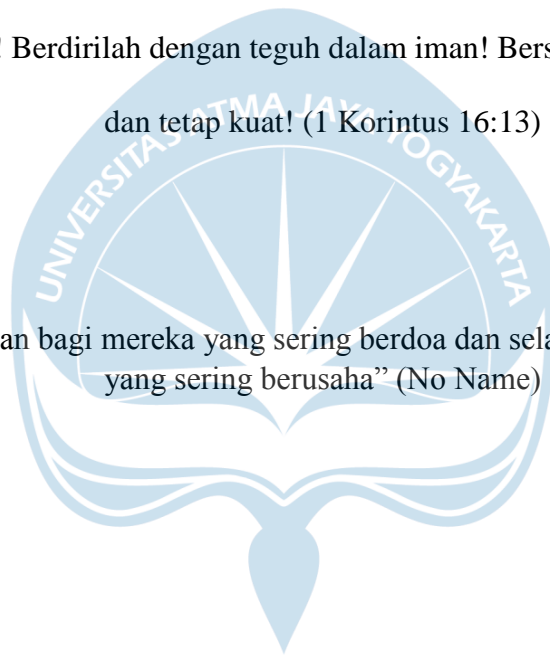 ! Berdirilah dengan teguh dalam iman! Bers
dan tetap kuat! (1 Korintus 16:13)
UNIVERSITAS ATMA JAYA YOGYAKARTA
an bagi mereka yang sering berdoa dan sela
yang sering berusaha” (No Name)